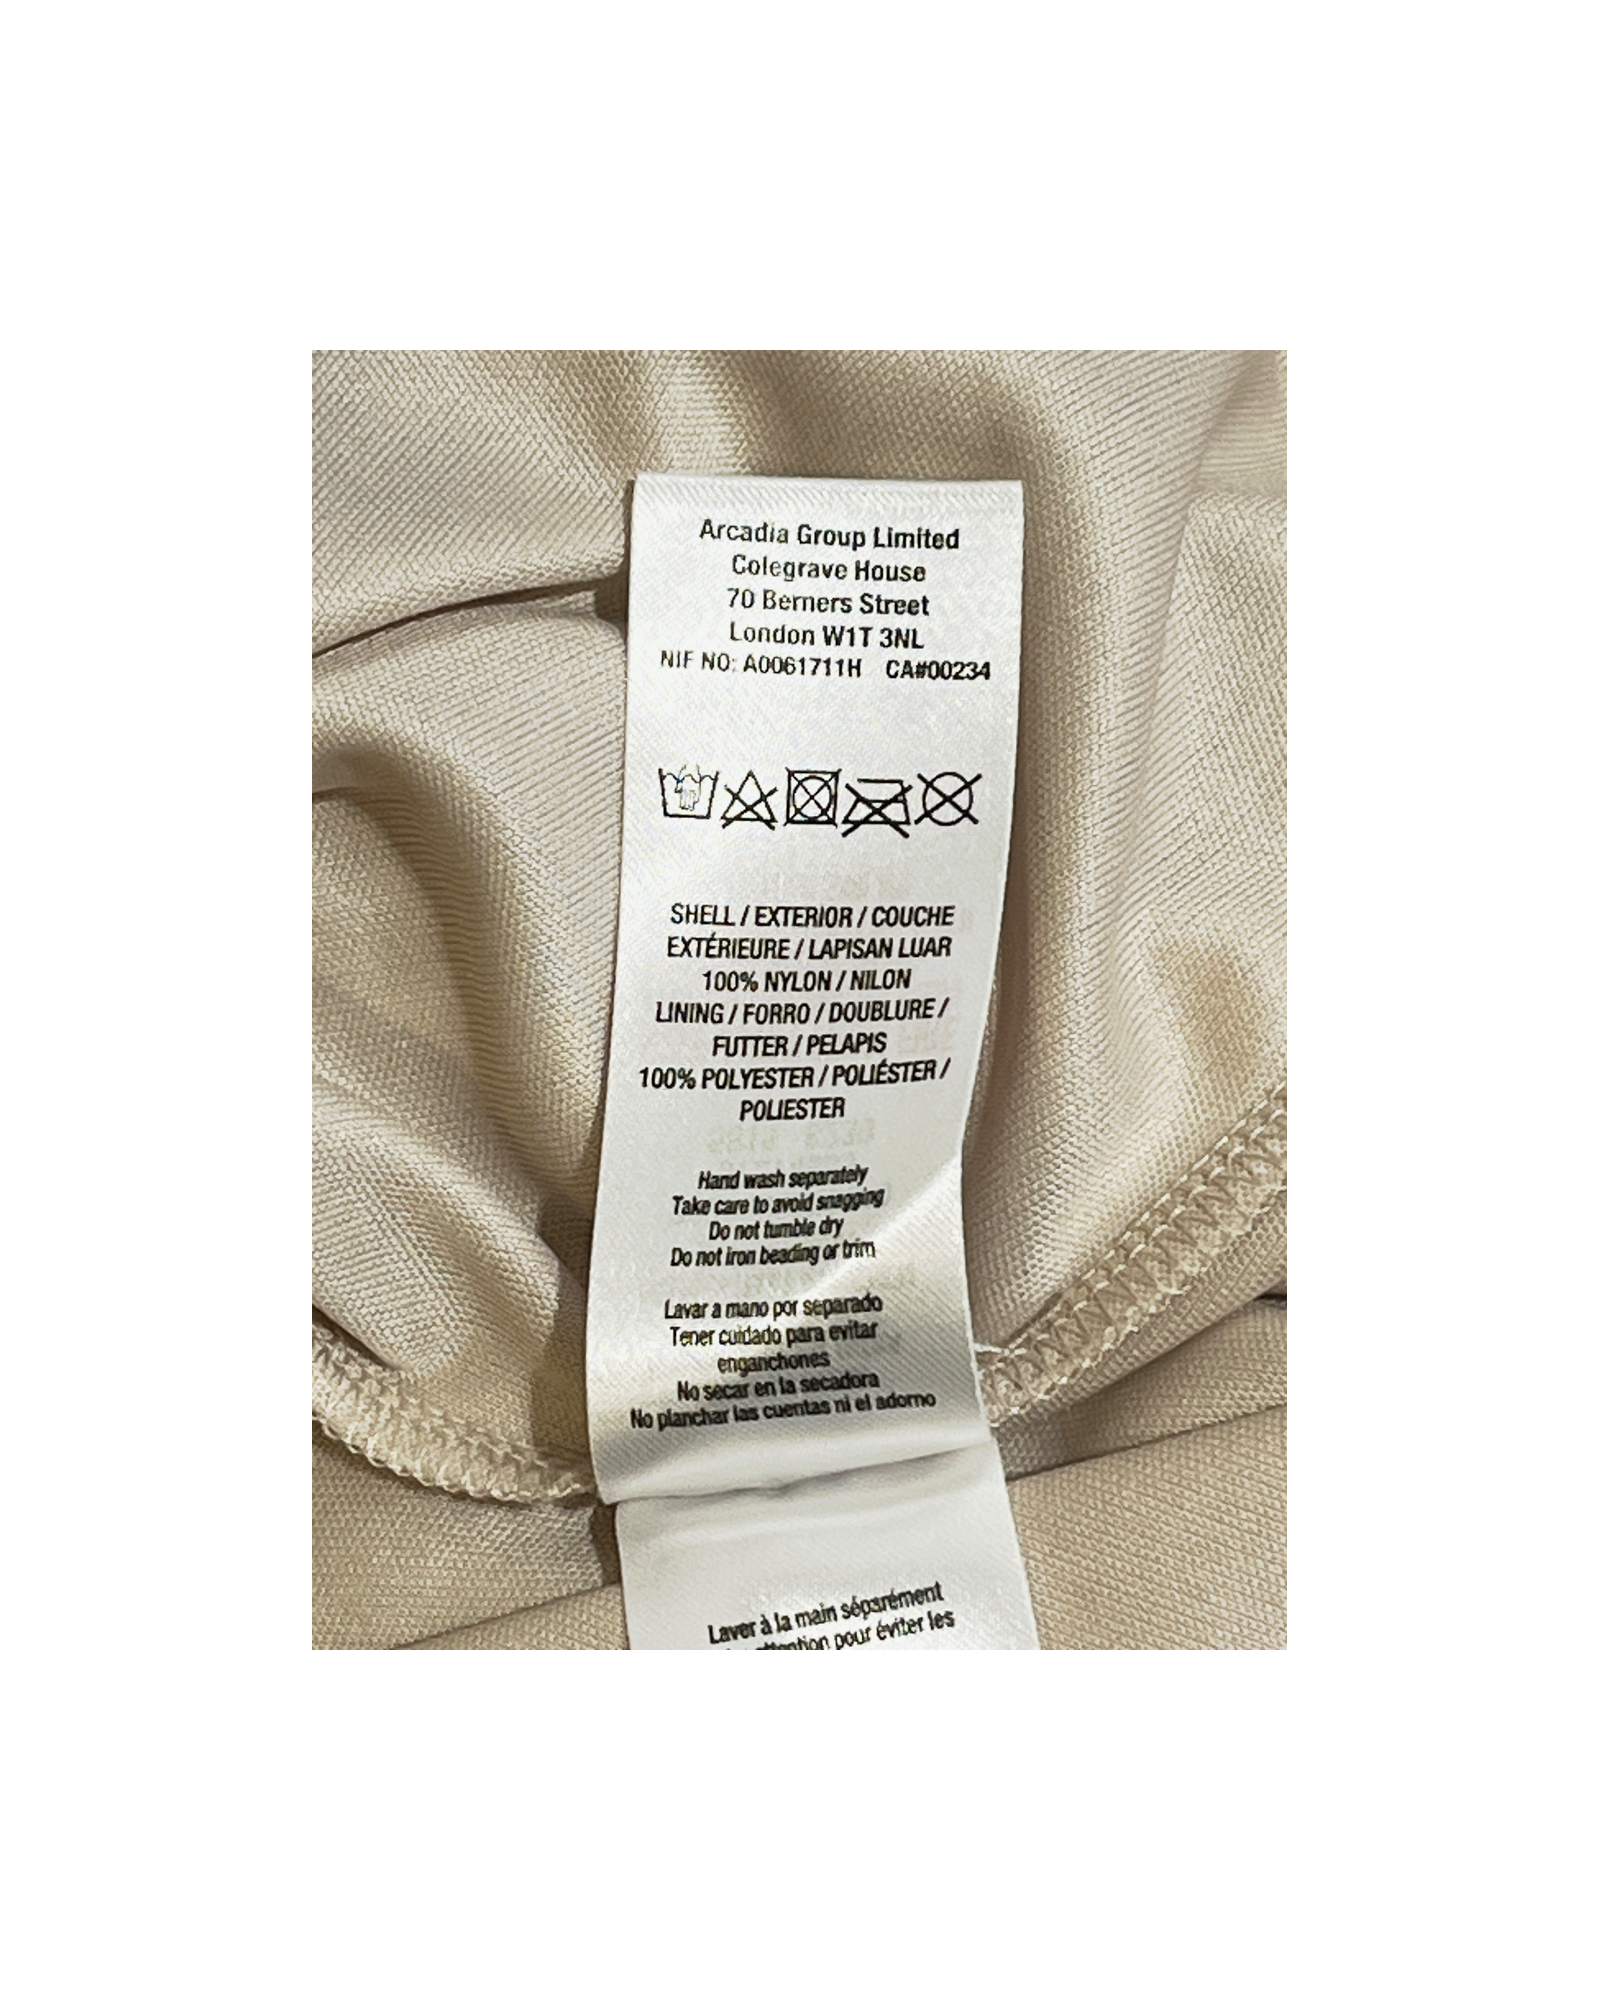 Arcadia Group Limited
Colegrave House
70 Berners Street
London W1T 3NL
NIF NO: A0061711H CA#00234
SHELL / EXTERIOR / COUCHE
EXTÉRIEURE / LAPISAN LUAR
100% NYLON / NILON
LINING / FORRO / DOUBLURE /
FUTTER / PELAPIS
100% POLYESTER / POLIÉSTER /
POLIESTER
Hand wash separately
Take care to avoid snagging
Do not tumble dry
Do not iron beading or trim
Lavar a mano por separado
Tener cuidado para evitar
enganchones
No secar en la secadora
No planchar las cuentas ni el adorno
Laver à la main séparément
attention pour éviter les